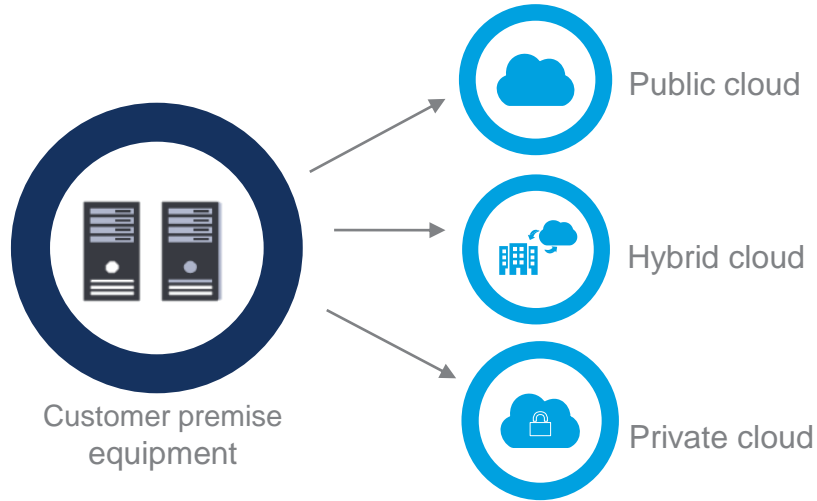 Public cloud
Hybrid cloud
Customer premise
equipment
Private cloud